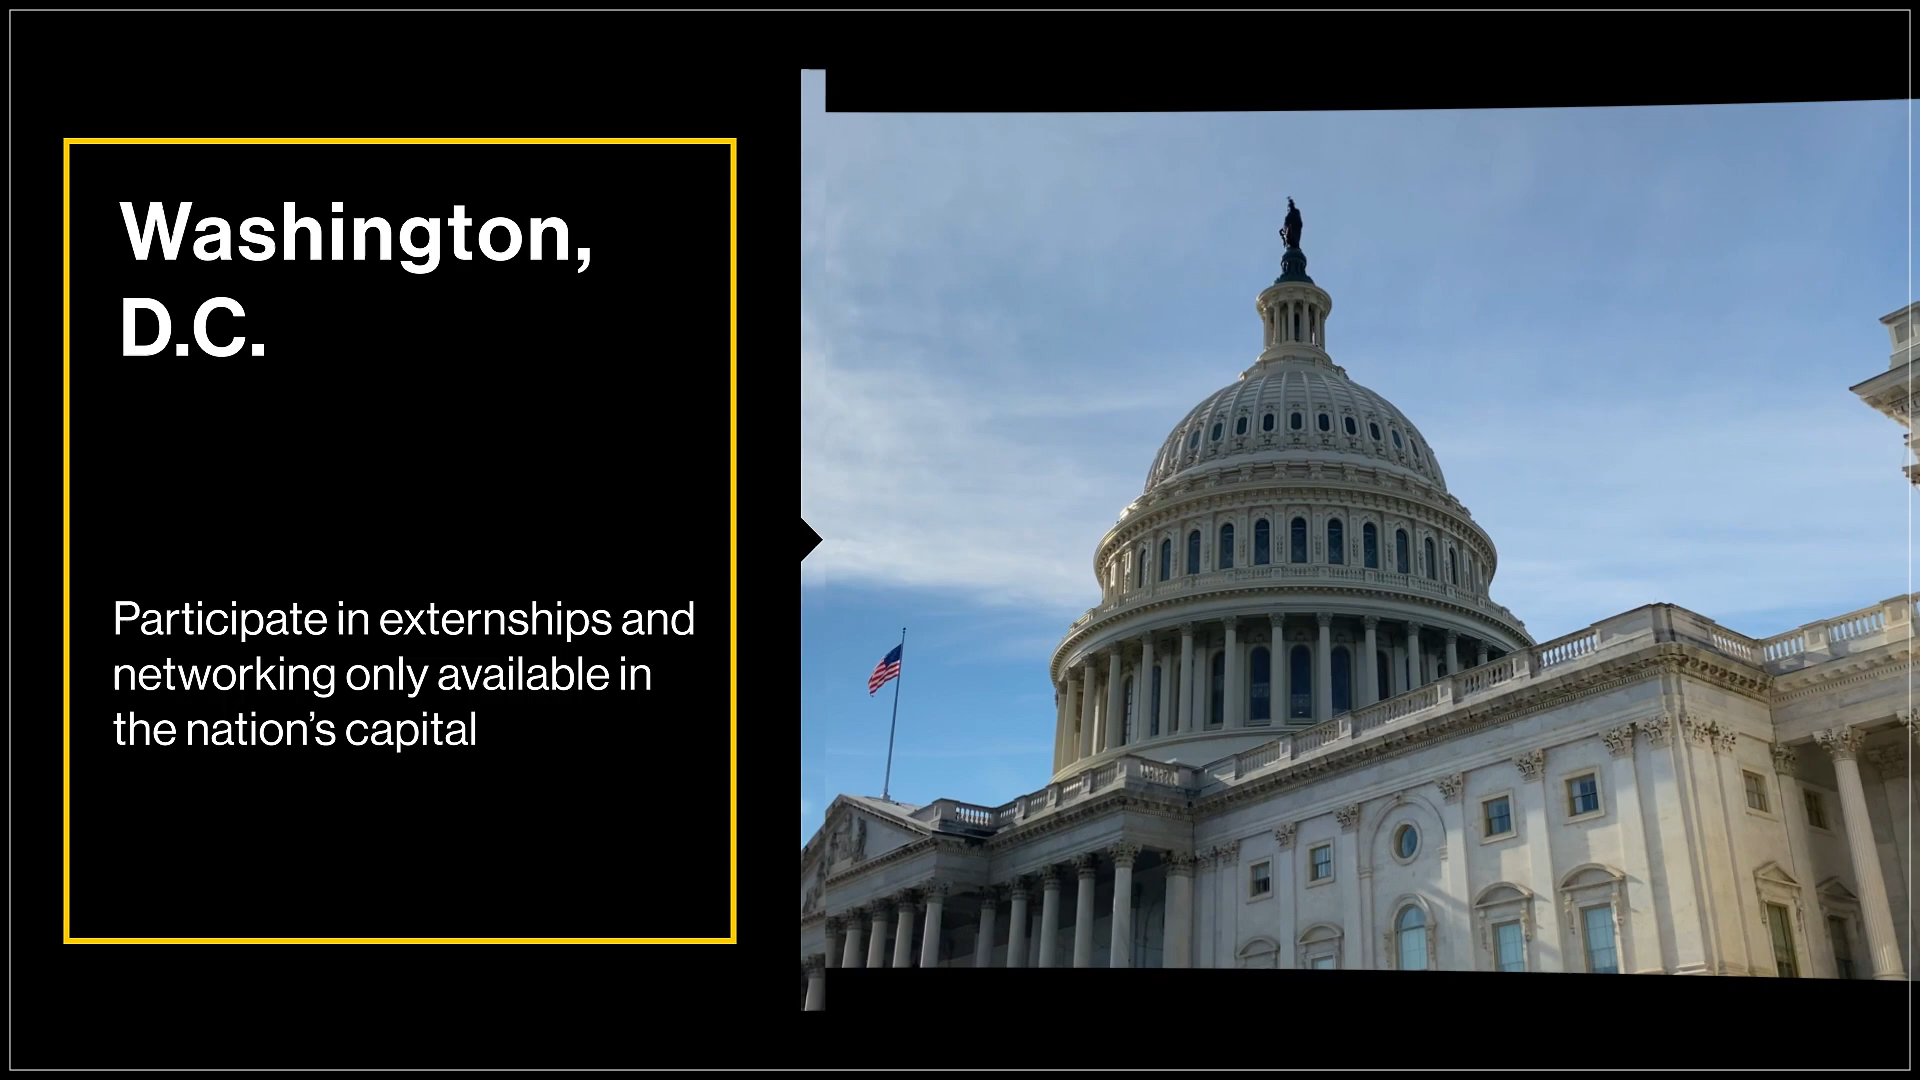 Washington,
D.C.
Participate in externships and
networking only available in
the nation’s capital